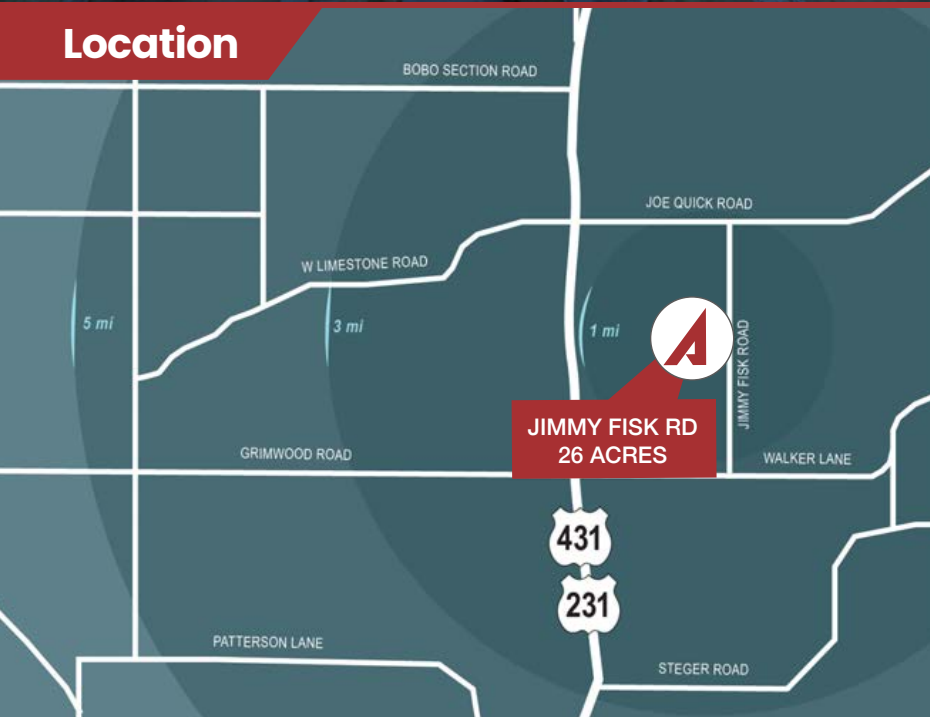 Location
BOBO SECTION ROAD
JOE QUICK ROAD
W LIMESTONE ROAD
5 mi
3 mi
1 mi
JIMMY FISK ROAD
JIMMY FISK RD
26 ACRES
GRIMWOOD ROAD
WALKER LANE
431
231
PATTERSON LANE
STEGER ROAD